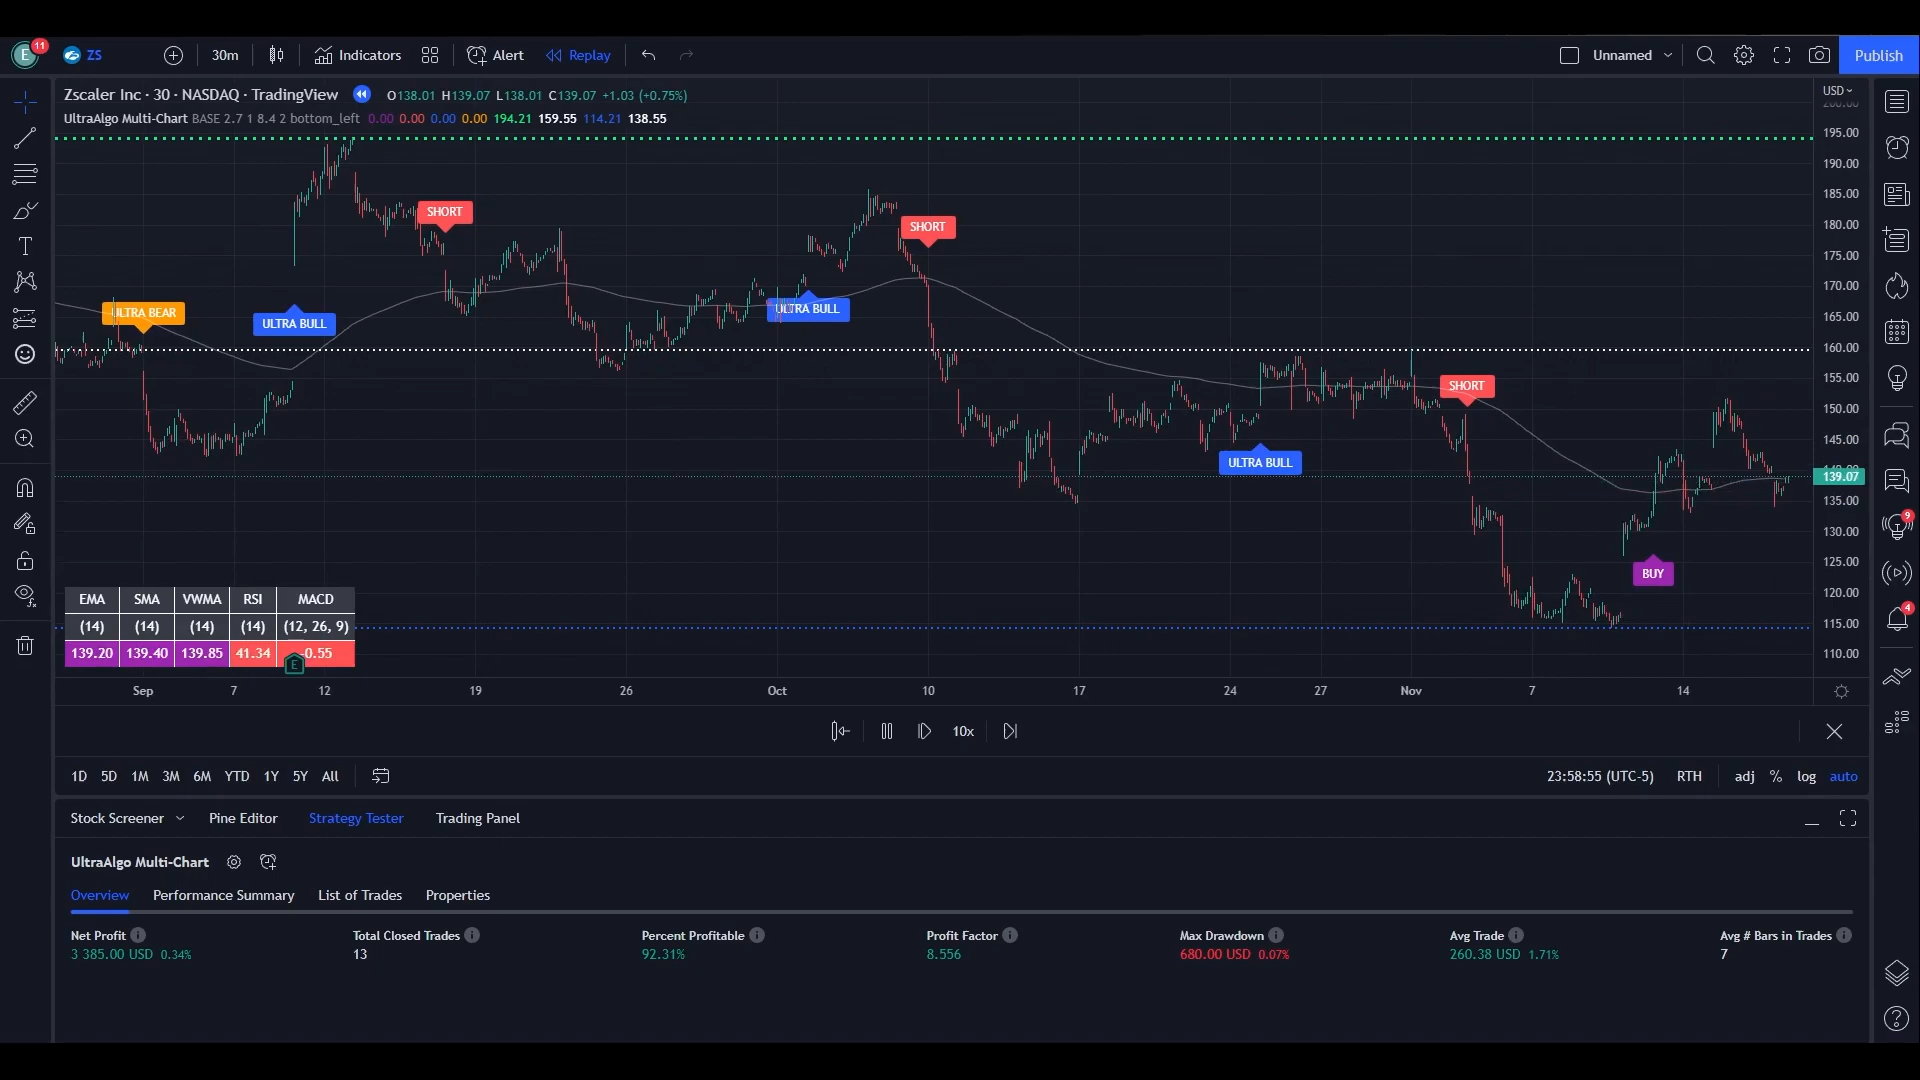 E 11 ZS 30m Indicators Alert Replay Unnamed Publish
Zscaler Inc · 30 · NASDAQ · TradingView O138.01 H139.07 L138.01 C139.07 +1.03 (+0.75%)
UltraAlgo Multi-Chart BASE 2.7 1 8.4 2 bottom_left 0.00 0.00 0.00 0.00 194.21 159.55 114.21 138.55
USD
200.00
195.00
190.00
185.00
180.00
175.00
170.00
165.00
160.00
155.00
150.00
145.00
140.00
139.07
135.00
130.00
125.00
120.00
115.00
110.00
SHORT
SHORT
ULTRA BEAR
ULTRA BULL
ULTRA BULL
SHORT
ULTRA BULL
BUY
9
4
EMA SMA VWMA RSI MACD
(14) (14) (14) (14) (12, 26, 9)
139.20 139.40 139.85 41.34 -0.55
E
Sep 7 12 19 26 Oct 10 17 24 27 Nov 7 14
10x
1D 5D 1M 3M 6M YTD 1Y 5Y All 23:58:55 (UTC-5) RTH adj % log auto
Stock Screener Pine Editor Strategy Tester Trading Panel
UltraAlgo Multi-Chart
Overview Performance Summary List of Trades Properties
Net Profit Total Closed Trades Percent Profitable Profit Factor Max Drawdown Avg Trade Avg # Bars in Trades
3 385.00 USD 0.34% 13 92.31% 8.556 680.00 USD 0.07% 260.38 USD 1.71% 7